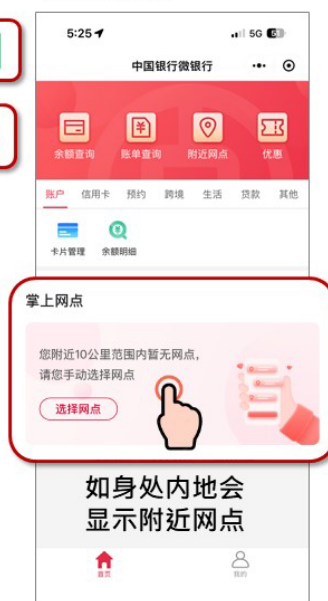 5:25
5G
中国银行微银行
余额查询 账单查询 附近网点 优惠
账户 信用卡 预约 跨境 生活 贷款 其他
卡片管理 余额明细
掌上网点
您附近10公里范围内暂无网点，
请您手动选择网点
选择网点
如身处内地会
显示附近网点
首页 我的